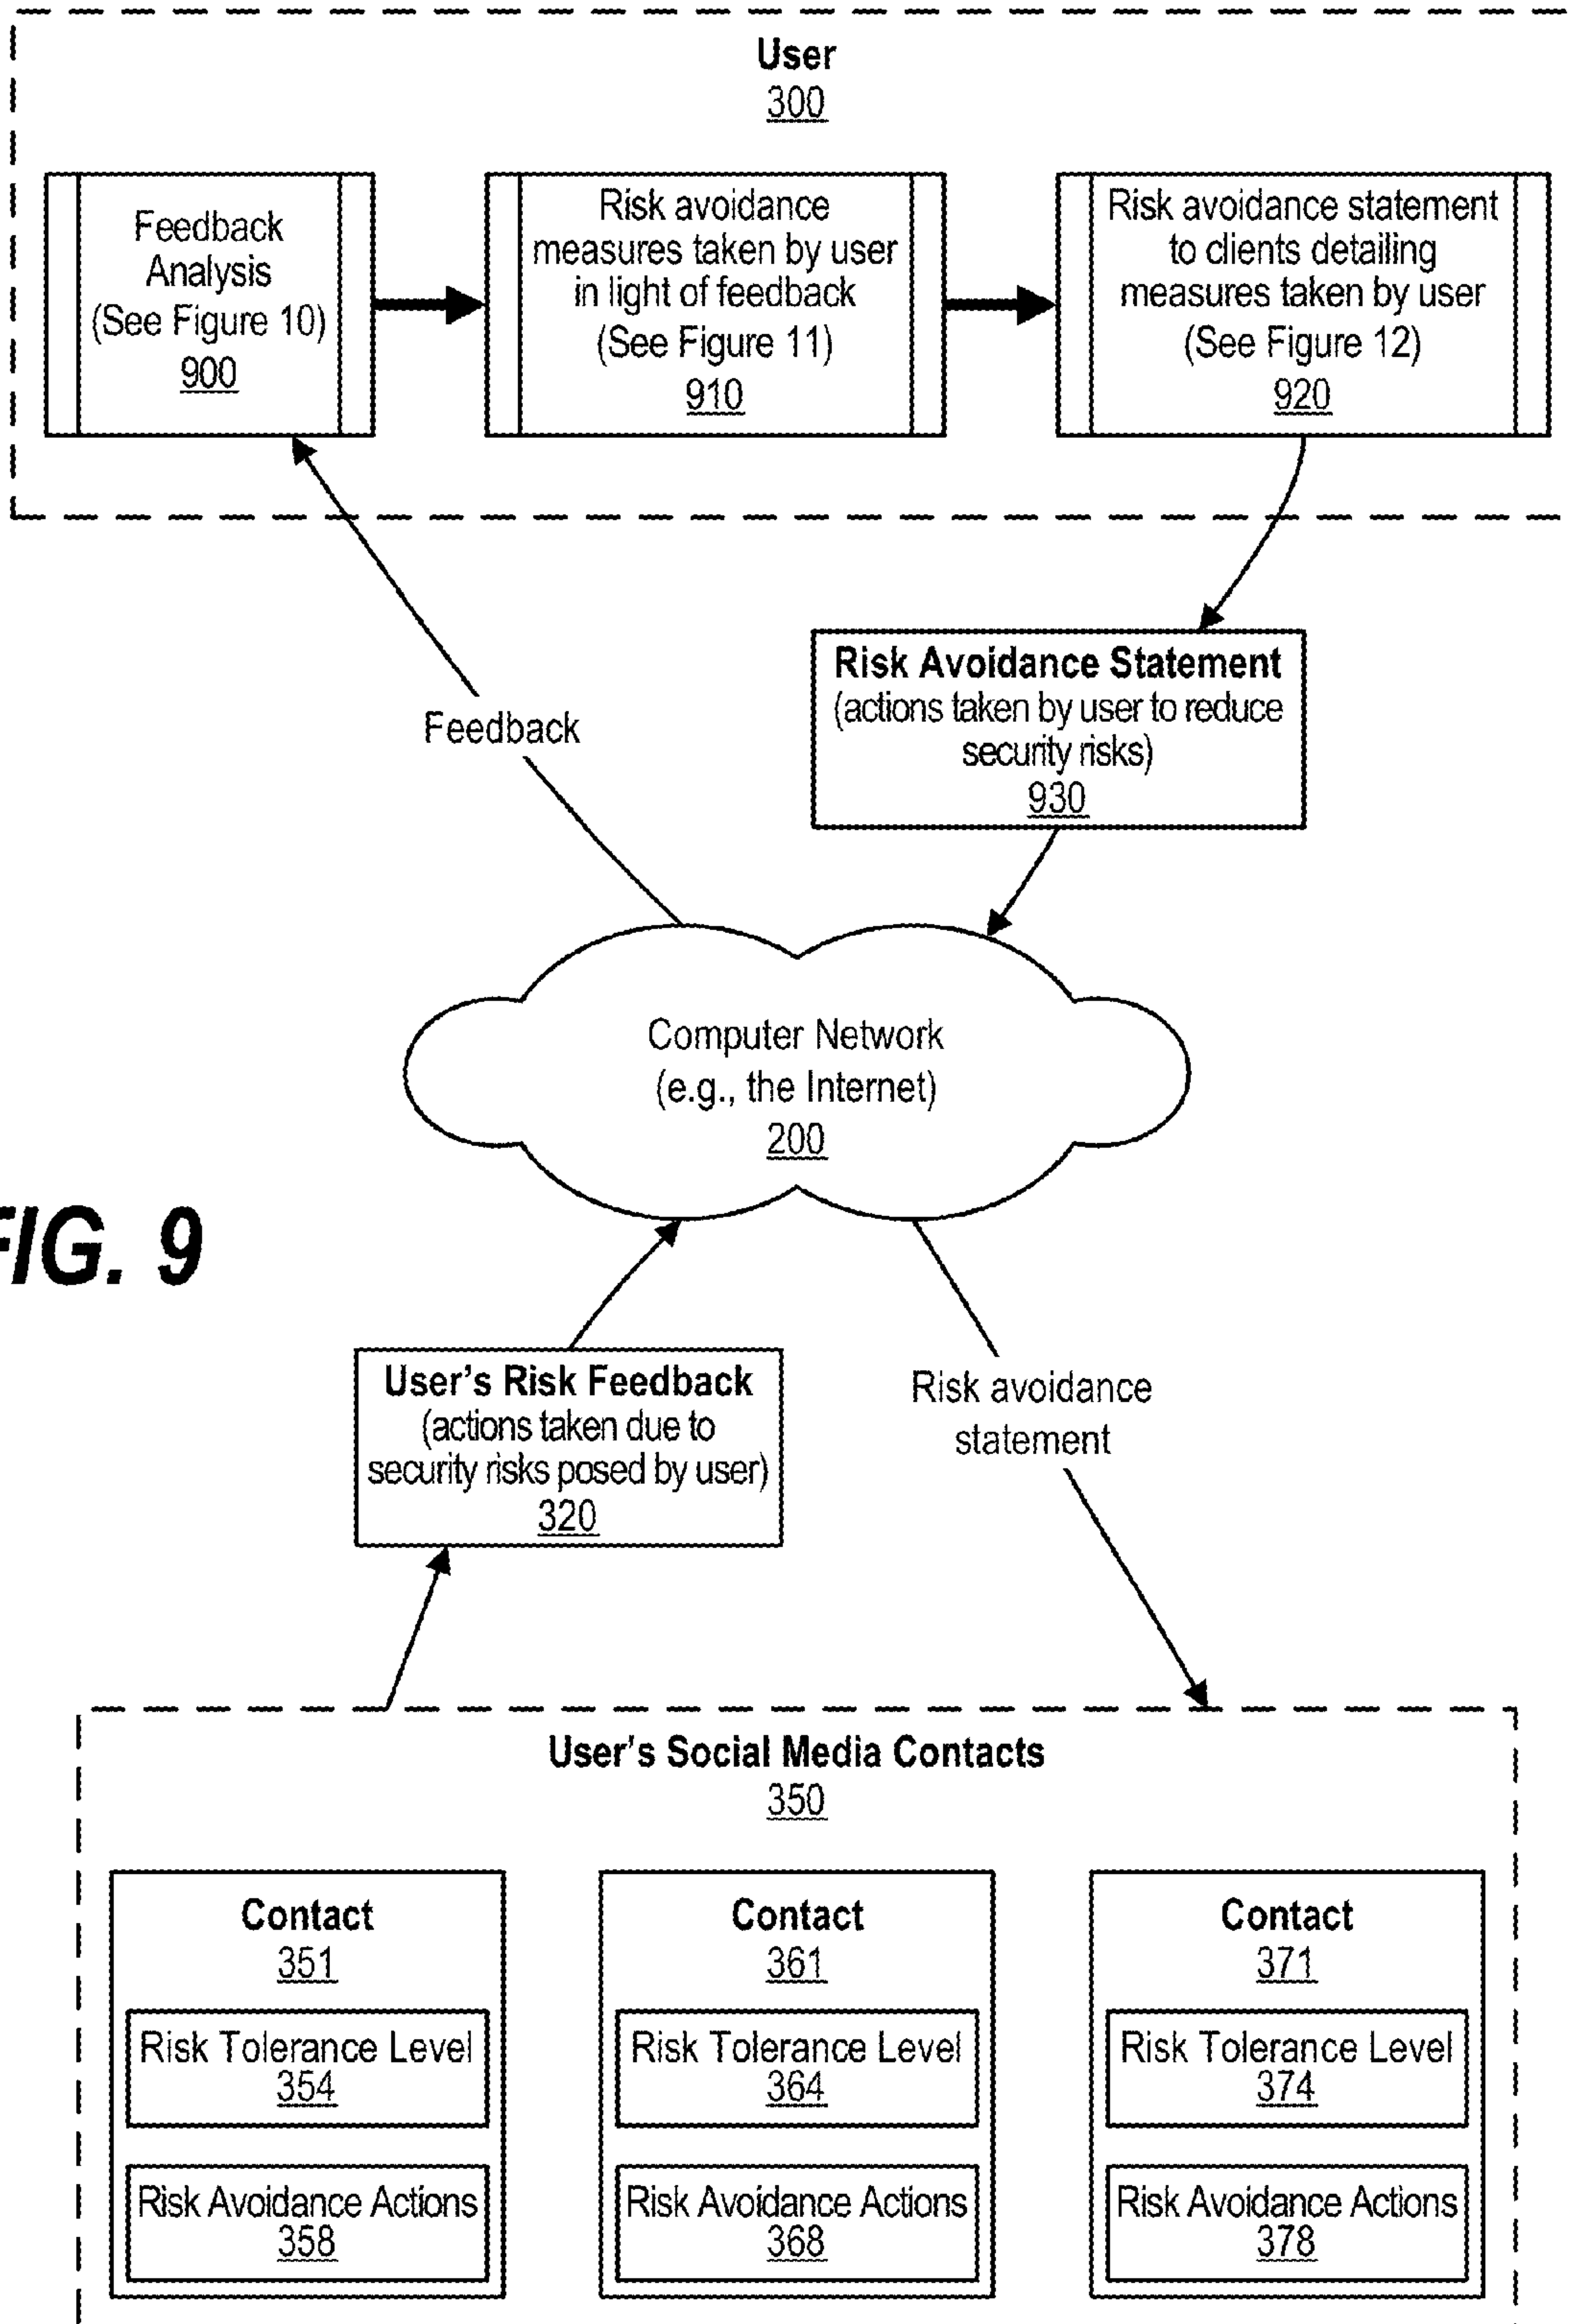 User
300
Feedback
Analysis
(See Figure 10)
900
Risk avoidance
measures taken by user
in light of feedback
(See Figure 11)
910
Risk avoidance statement
to clients detailing
measures taken by user
(See Figure 12)
920
Feedback
Risk Avoidance Statement
(actions taken by user to reduce
security risks)
930
Computer Network
(e.g., the Internet)
200
FIG. 9
User's Risk Feedback
(actions taken due to
security risks posed by user)
320
Risk avoidance
statement
User's Social Media Contacts
350
Contact
351
Risk Tolerance Level
354
Risk Avoidance Actions
358
Contact
361
Risk Tolerance Level
364
Risk Avoidance Actions
368
Contact
371
Risk Tolerance Level
374
Risk Avoidance Actions
378